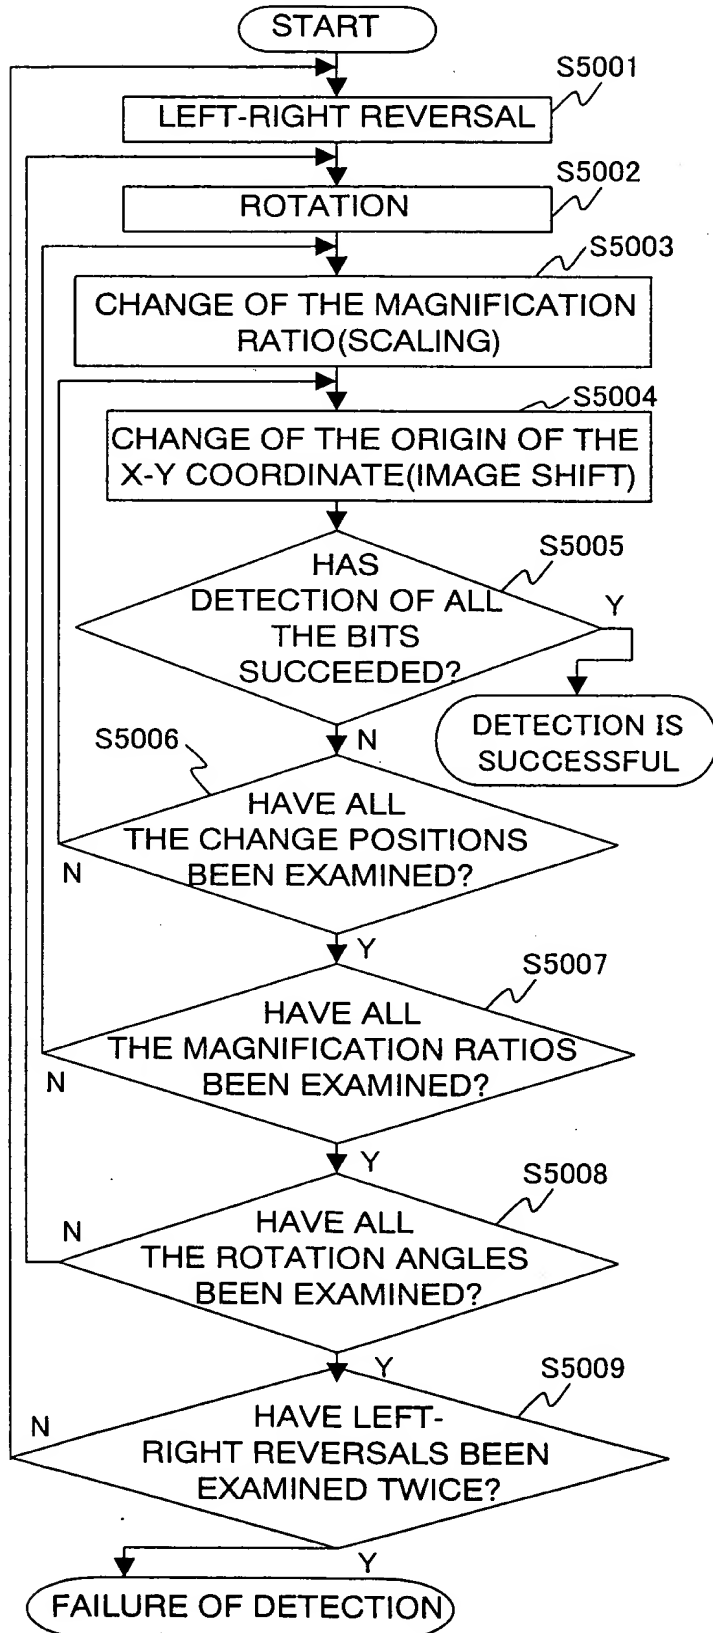 START
S5001
LEFT-RIGHT REVERSAL
S5002
ROTATION
S5003
CHANGE OF THE MAGNIFICATION
RATIO(SCALING)
S5004
CHANGE OF THE ORIGIN OF THE
X-Y COORDINATE(IMAGE SHIFT)
S5005
HAS
DETECTION OF ALL
THE BITS
SUCCEEDED?
Y
DETECTION IS
SUCCESSFUL
N
S5006
HAVE ALL
THE CHANGE POSITIONS
BEEN EXAMINED?
N
Y
S5007
HAVE ALL
THE MAGNIFICATION RATIOS
BEEN EXAMINED?
N
Y
S5008
HAVE ALL
THE ROTATION ANGLES
BEEN EXAMINED?
N
Y
S5009
HAVE LEFT-
RIGHT REVERSALS BEEN
EXAMINED TWICE?
N
Y
FAILURE OF DETECTION